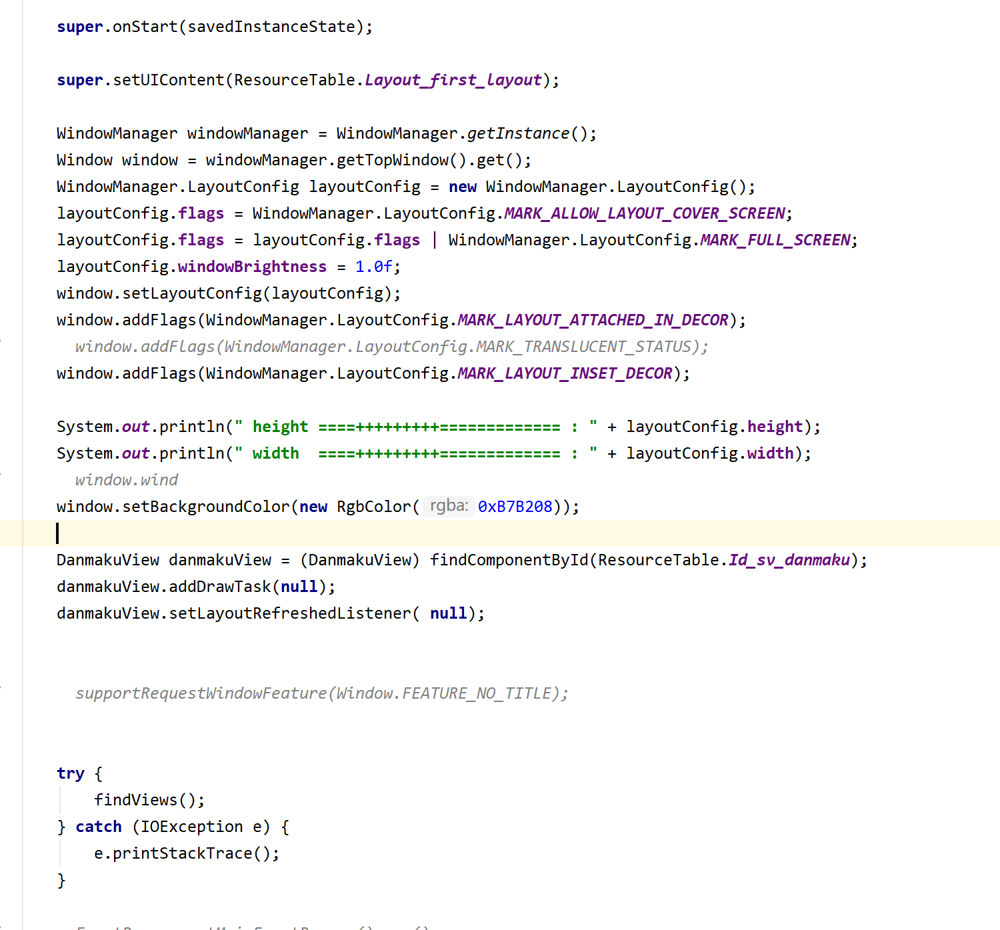 super.onStart(savedInstanceState);
super.setUIContent(ResourceTable.Layout_first_layout);
WindowManager windowManager = WindowManager.getInstance();
Window window = windowManager.getTopWindow().get();
WindowManager.LayoutConfig layoutConfig = new WindowManager.LayoutConfig();
layoutConfig.flags = WindowManager.LayoutConfig.MARK_ALLOW_LAYOUT_COVER_SCREEN;
layoutConfig.flags = layoutConfig.flags | WindowManager.LayoutConfig.MARK_FULL_SCREEN;
layoutConfig.windowBrightness = 1.0f;
window.setLayoutConfig(layoutConfig);
window.addFlags(WindowManager.LayoutConfig.MARK_LAYOUT_ATTACHED_IN_DECOR);
window.addFlags(WindowManager.LayoutConfig.MARK_TRANSLUCENT_STATUS);
window.addFlags(WindowManager.LayoutConfig.MARK_LAYOUT_INSET_DECOR);
System.out.println(" height ====+++++++++============= : " + layoutConfig.height);
System.out.println(" width  ====+++++++++============= : " + layoutConfig.width);
window.wind
window.setBackgroundColor(new RgbColor( rgba: 0xB7B208));
DanmakuView danmakuView = (DanmakuView) findComponentById(ResourceTable.Id_sv_danmaku);
danmakuView.addDrawTask(null);
danmakuView.setLayoutRefreshedListener( null);
supportRequestWindowFeature(Window.FEATURE_NO_TITLE);
try {
findViews();
} catch (IOException e) {
e.printStackTrace();
}